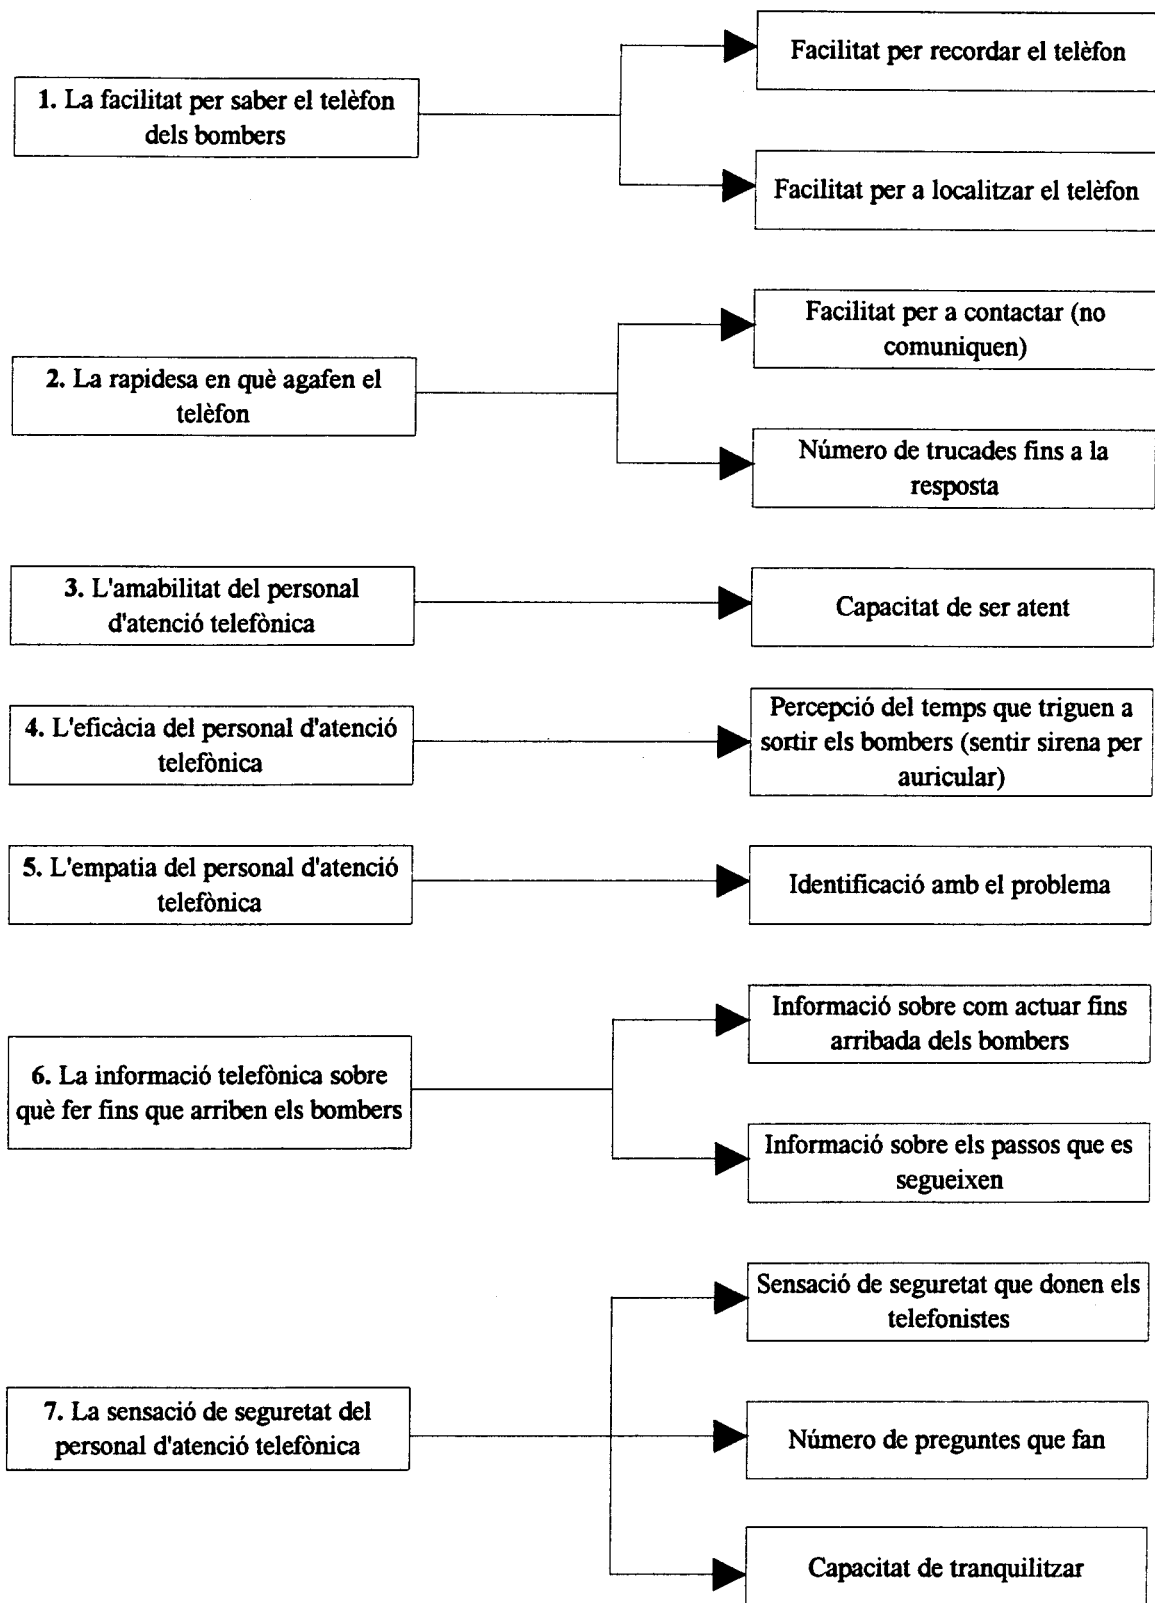 1. La facilitat per saber el telèfon
dels bombers
Facilitat per recordar el telèfon
Facilitat per a localitzar el telèfon
2. La rapidesa en què agafen el
telèfon
Facilitat per a contactar (no
comuniquen)
Número de trucades fins a la
resposta
3. L'amabilitat del personal
d'atenció telefònica
Capacitat de ser atent
4. L'eficàcia del personal d'atenció
telefònica
Percepció del temps que triguen a
sortir els bombers (sentir sirena per
auricular)
5. L'empatia del personal d'atenció
telefònica
Identificació amb el problema
6. La informació telefònica sobre
què fer fins que arriben els bombers
Informació sobre com actuar fins
arribada dels bombers
Informació sobre els passos que es
segueixen
7. La sensació de seguretat del
personal d'atenció telefònica
Sensació de seguretat que donen els
telefonistes
Número de preguntes que fan
Capacitat de tranquilitzar